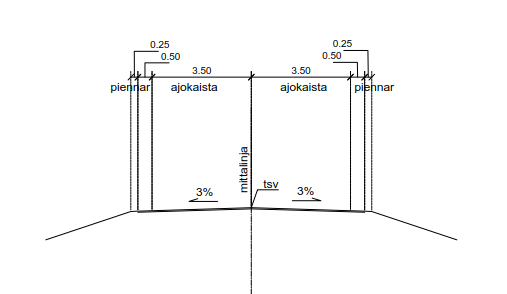 0.25 0.25
0.50 0.50
3.50 3.50
piennar ajokaista ajokaista piennar
mittalinja
tsv
3% 3%